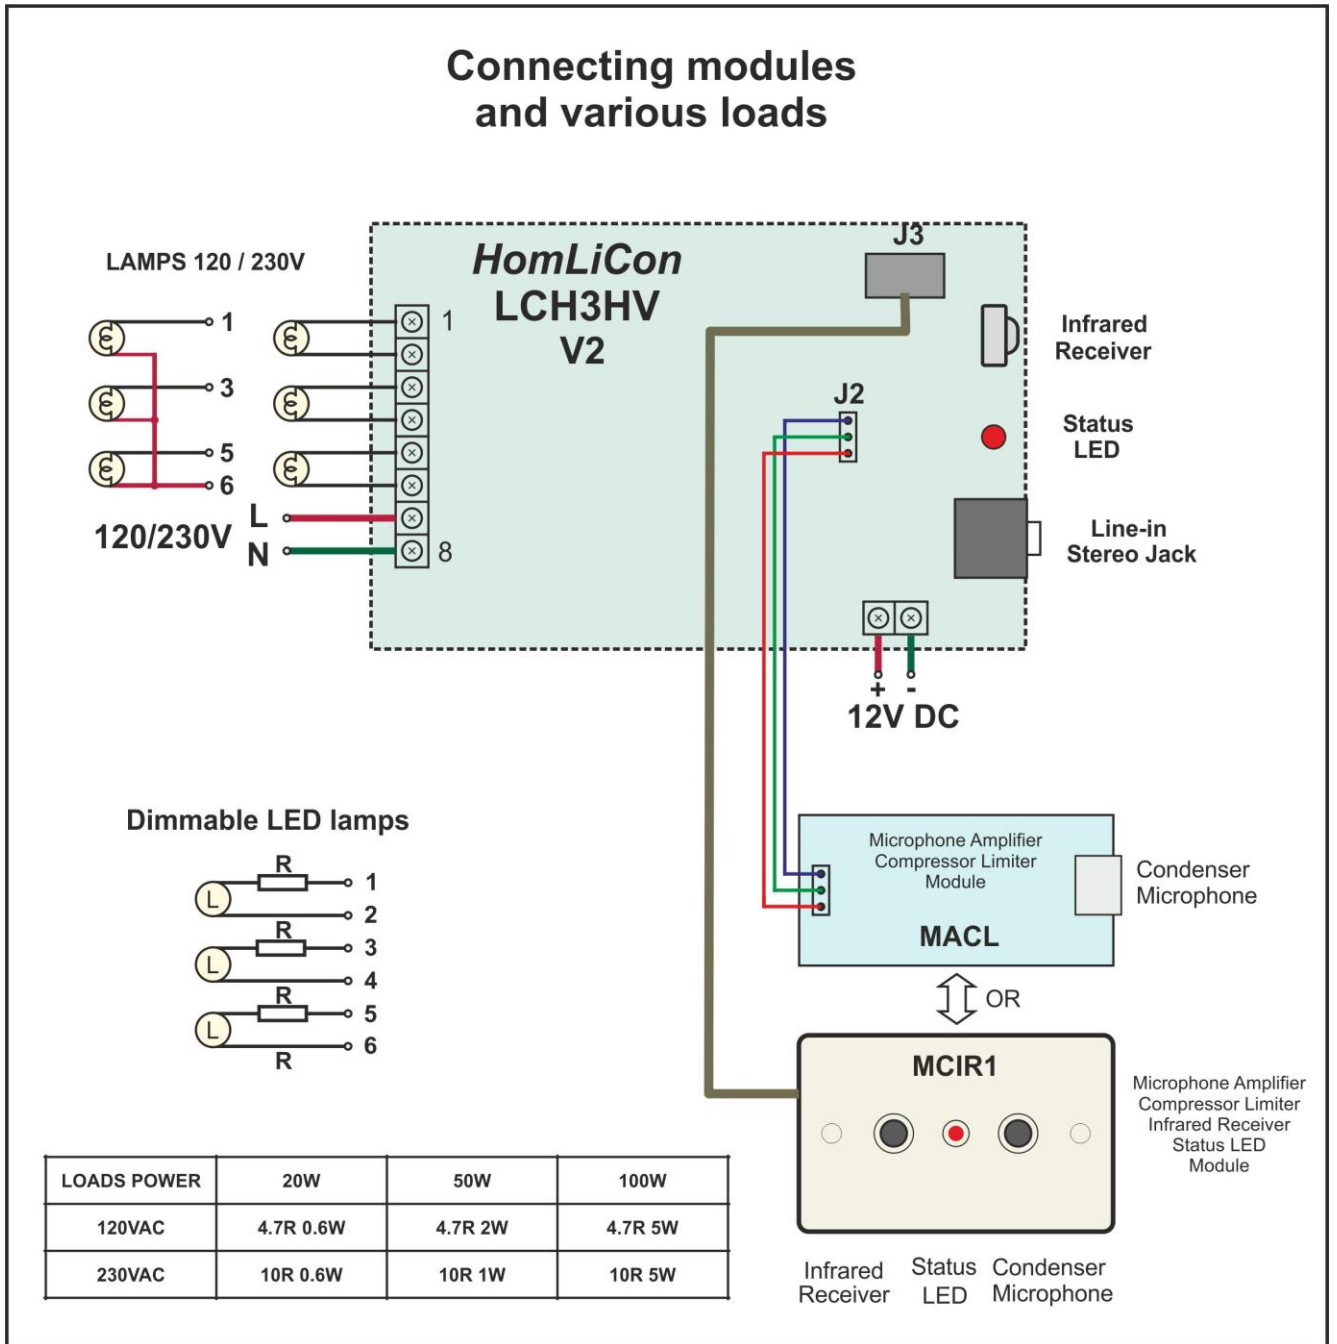 Connecting modules
and various loads
LAMPS 120 / 230V
1
3
5
6
120/230V
L
N
1
8
HomLiCon
LCH3HV
V2
J3
J2
Infrared
Receiver
Status
LED
Line-in
Stereo Jack
+ -
12V DC
Dimmable LED lamps
R
L
1
2
R
L
3
4
R
L
5
6
R
Microphone Amplifier
Compressor Limiter
Module
MACL
Condenser
Microphone
OR
MCIR1
Microphone Amplifier
Compressor Limiter
Infrared Receiver
Status LED
Module
Infrared
Receiver
Status
LED
Condenser
Microphone
LOADS POWER 20W 50W 100W
120VAC 4.7R 0.6W 4.7R 2W 4.7R 5W
230VAC 10R 0.6W 10R 1W 10R 5W